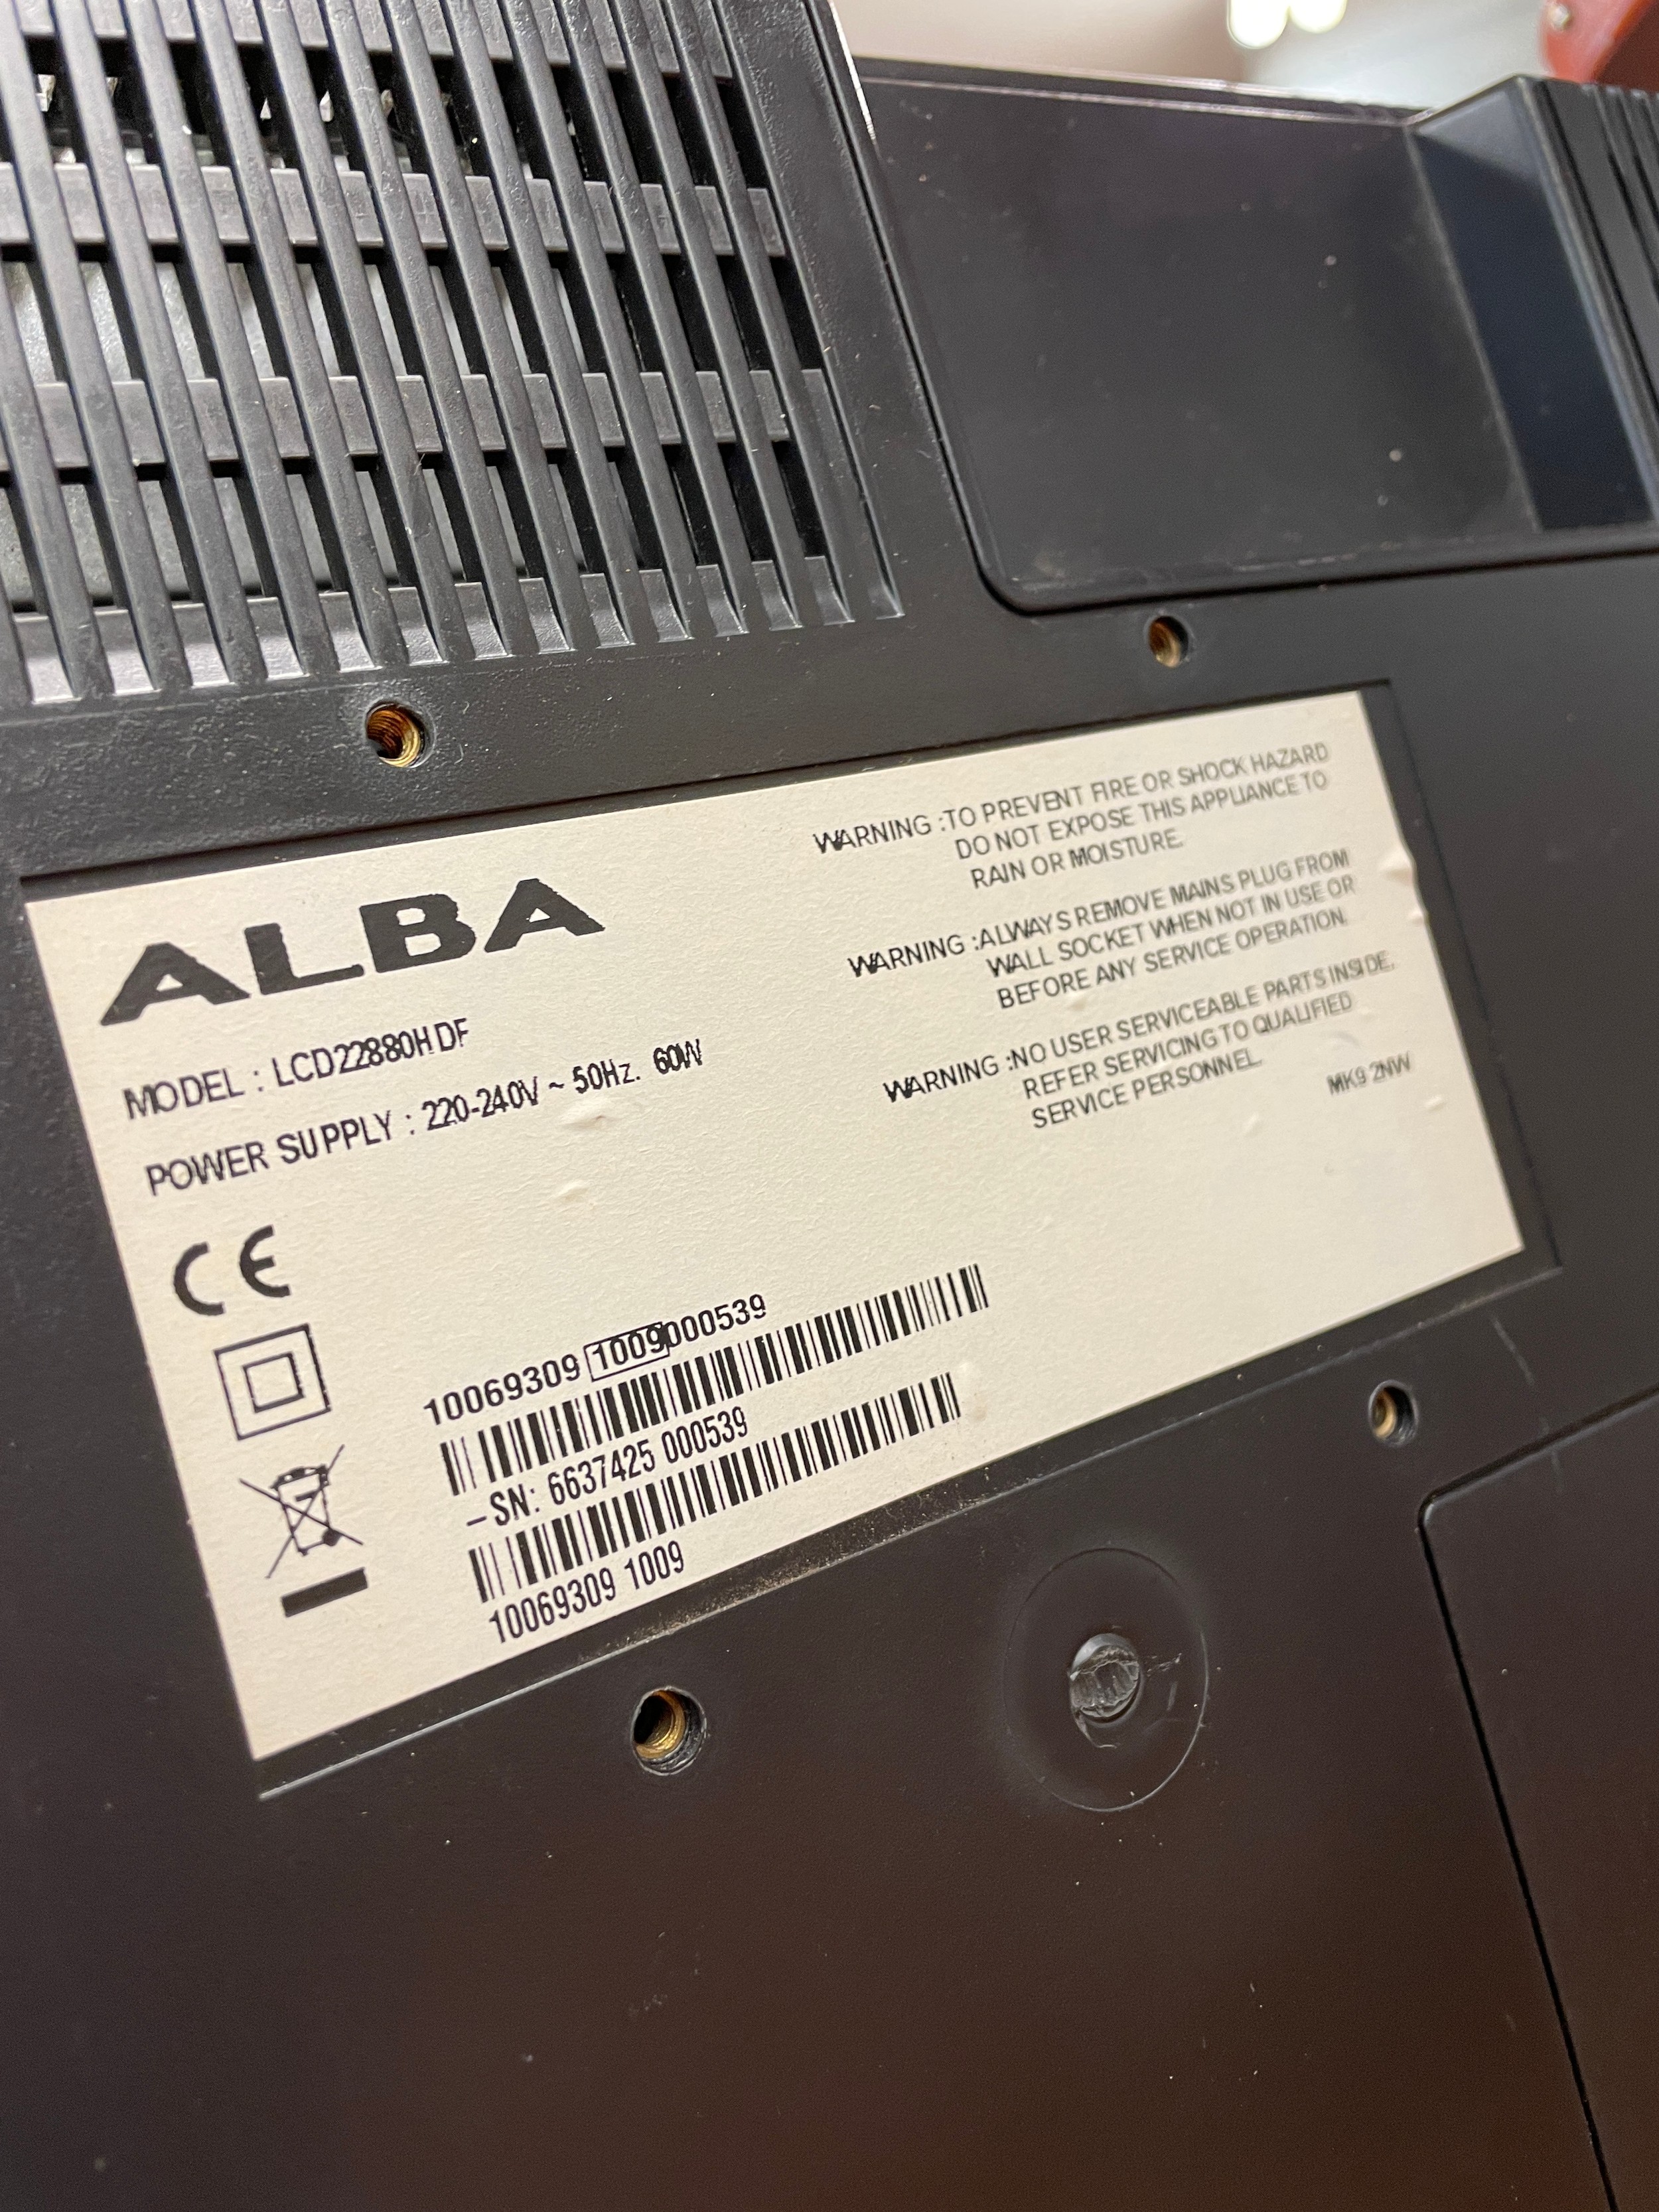 ALBA
MODEL : LCD22880HDF
POWER SUPPLY : 220-240V ~ 50Hz. 60W
CE
WARNING :TO PREVENT FIRE OR SHOCK HAZARD
DO NOT EXPOSE THIS APPLIANCE TO
RAIN OR MOISTURE.
WARNING :ALWAYS REMOVE MAINS PLUG FROM
WALL SOCKET WHEN NOT IN USE OR
BEFORE ANY SERVICE OPERATION.
WARNING :NO USER SERVICEABLE PARTS INSIDE.
REFER SERVICING TO QUALIFIED
SERVICE PERSONNEL.
MK9 2NW
10069309 1009000539
–SN: 6637425 000539
10069309 1009